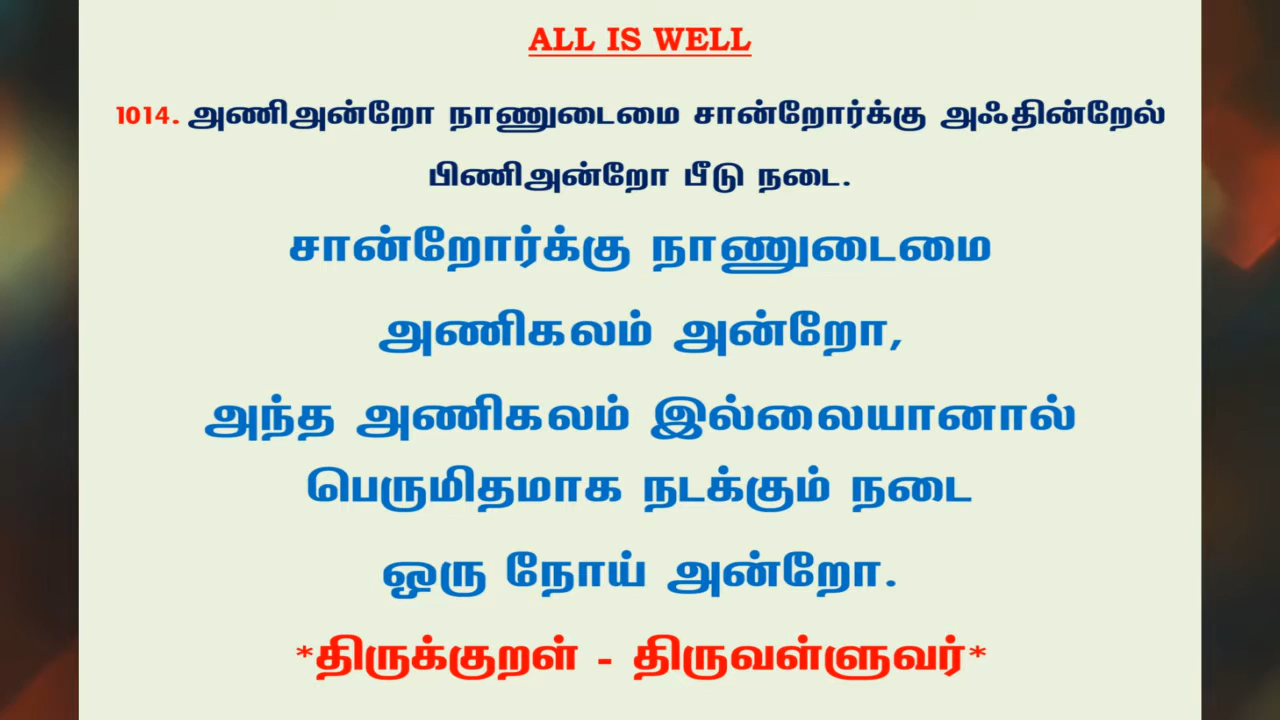 ALL IS WELL
1014. அணிஅன்றோ நாணுடைமை சான்றோர்க்கு அஃதின்றேல்
பிணிஅன்றோ பீடு நடை.
சான்றோர்க்கு நாணுடைமை
அணிகலம் அன்றோ,
அந்த அணிகலம் இல்லையானால்
பெருமிதமாக நடக்கும் நடை
ஒரு நோய் அன்றோ.
*திருக்குறள் - திருவள்ளுவர்*